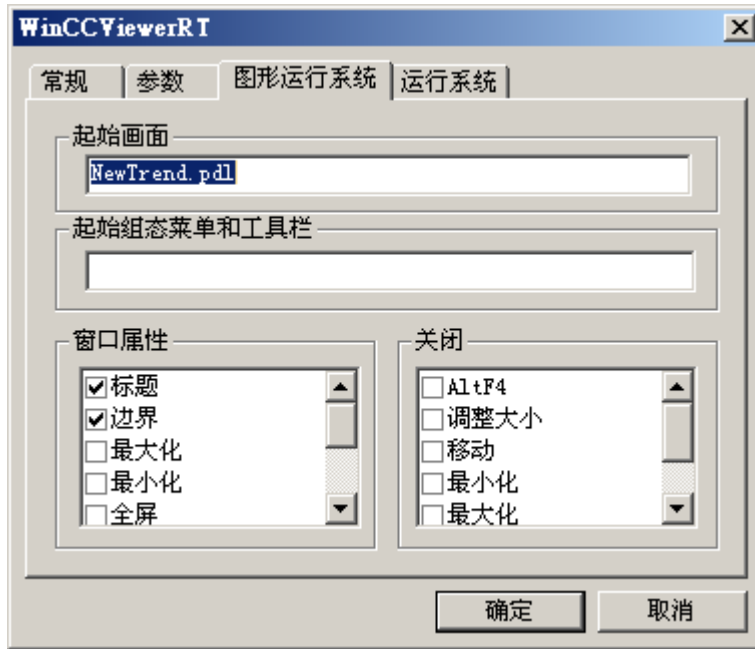 WinCCViewerRT
常规 参数 图形运行系统 运行系统
起始画面
NewTrend.pdl
起始组态菜单和工具栏
窗口属性
标题
边界
最大化
最小化
全屏
关闭
AltF4
调整大小
移动
最小化
最大化
确定 取消